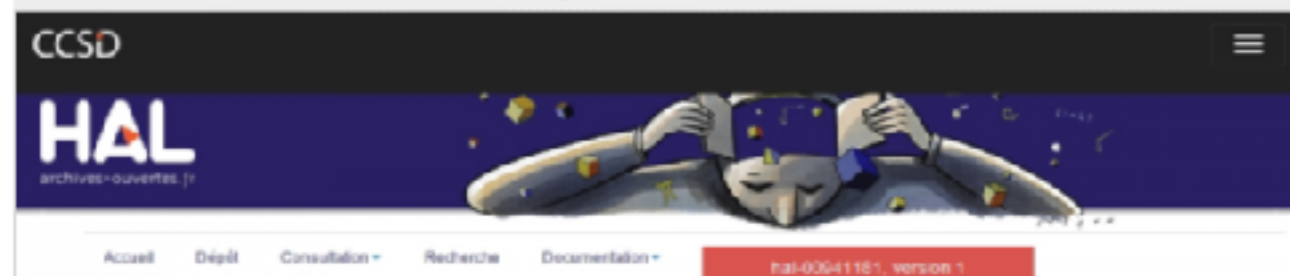 CCSD
HAL
archives-ouvertes.fr
Accueil Dépôt Consultation Recherche Documentation
hal-00941181, version 1